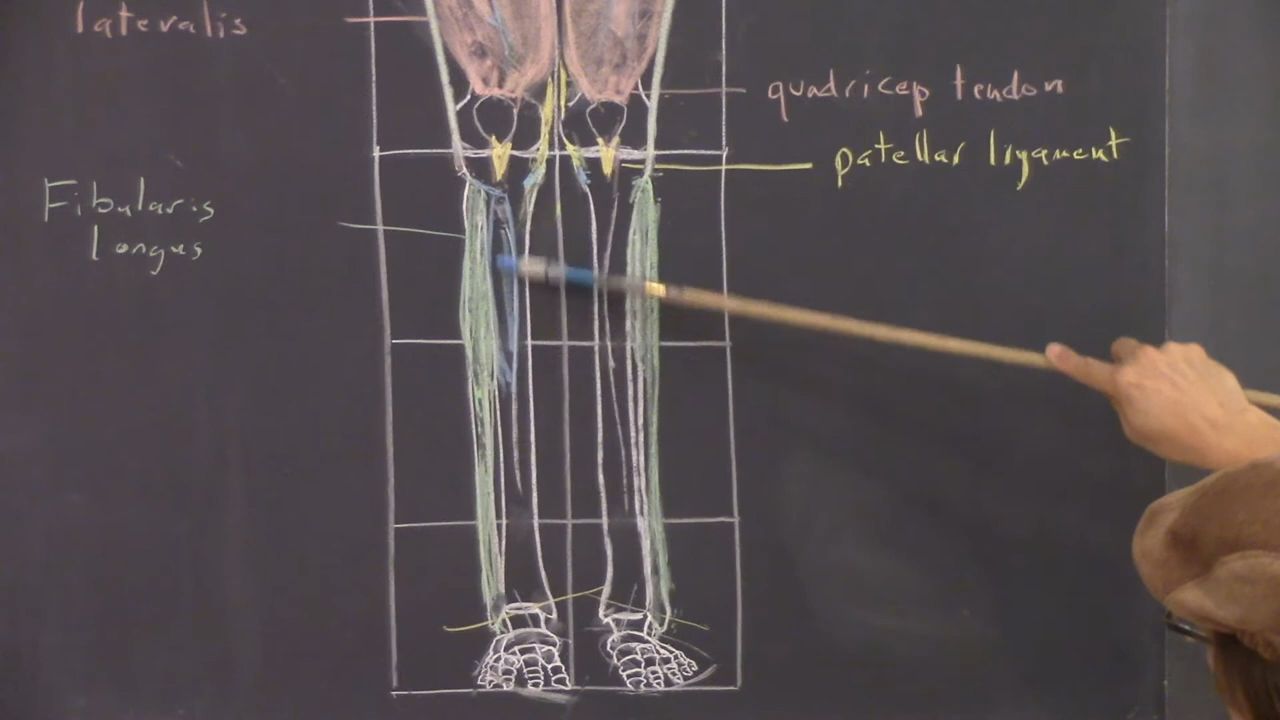 lateralis
quadricep tendon
patellar ligament
Fibularis
Longus